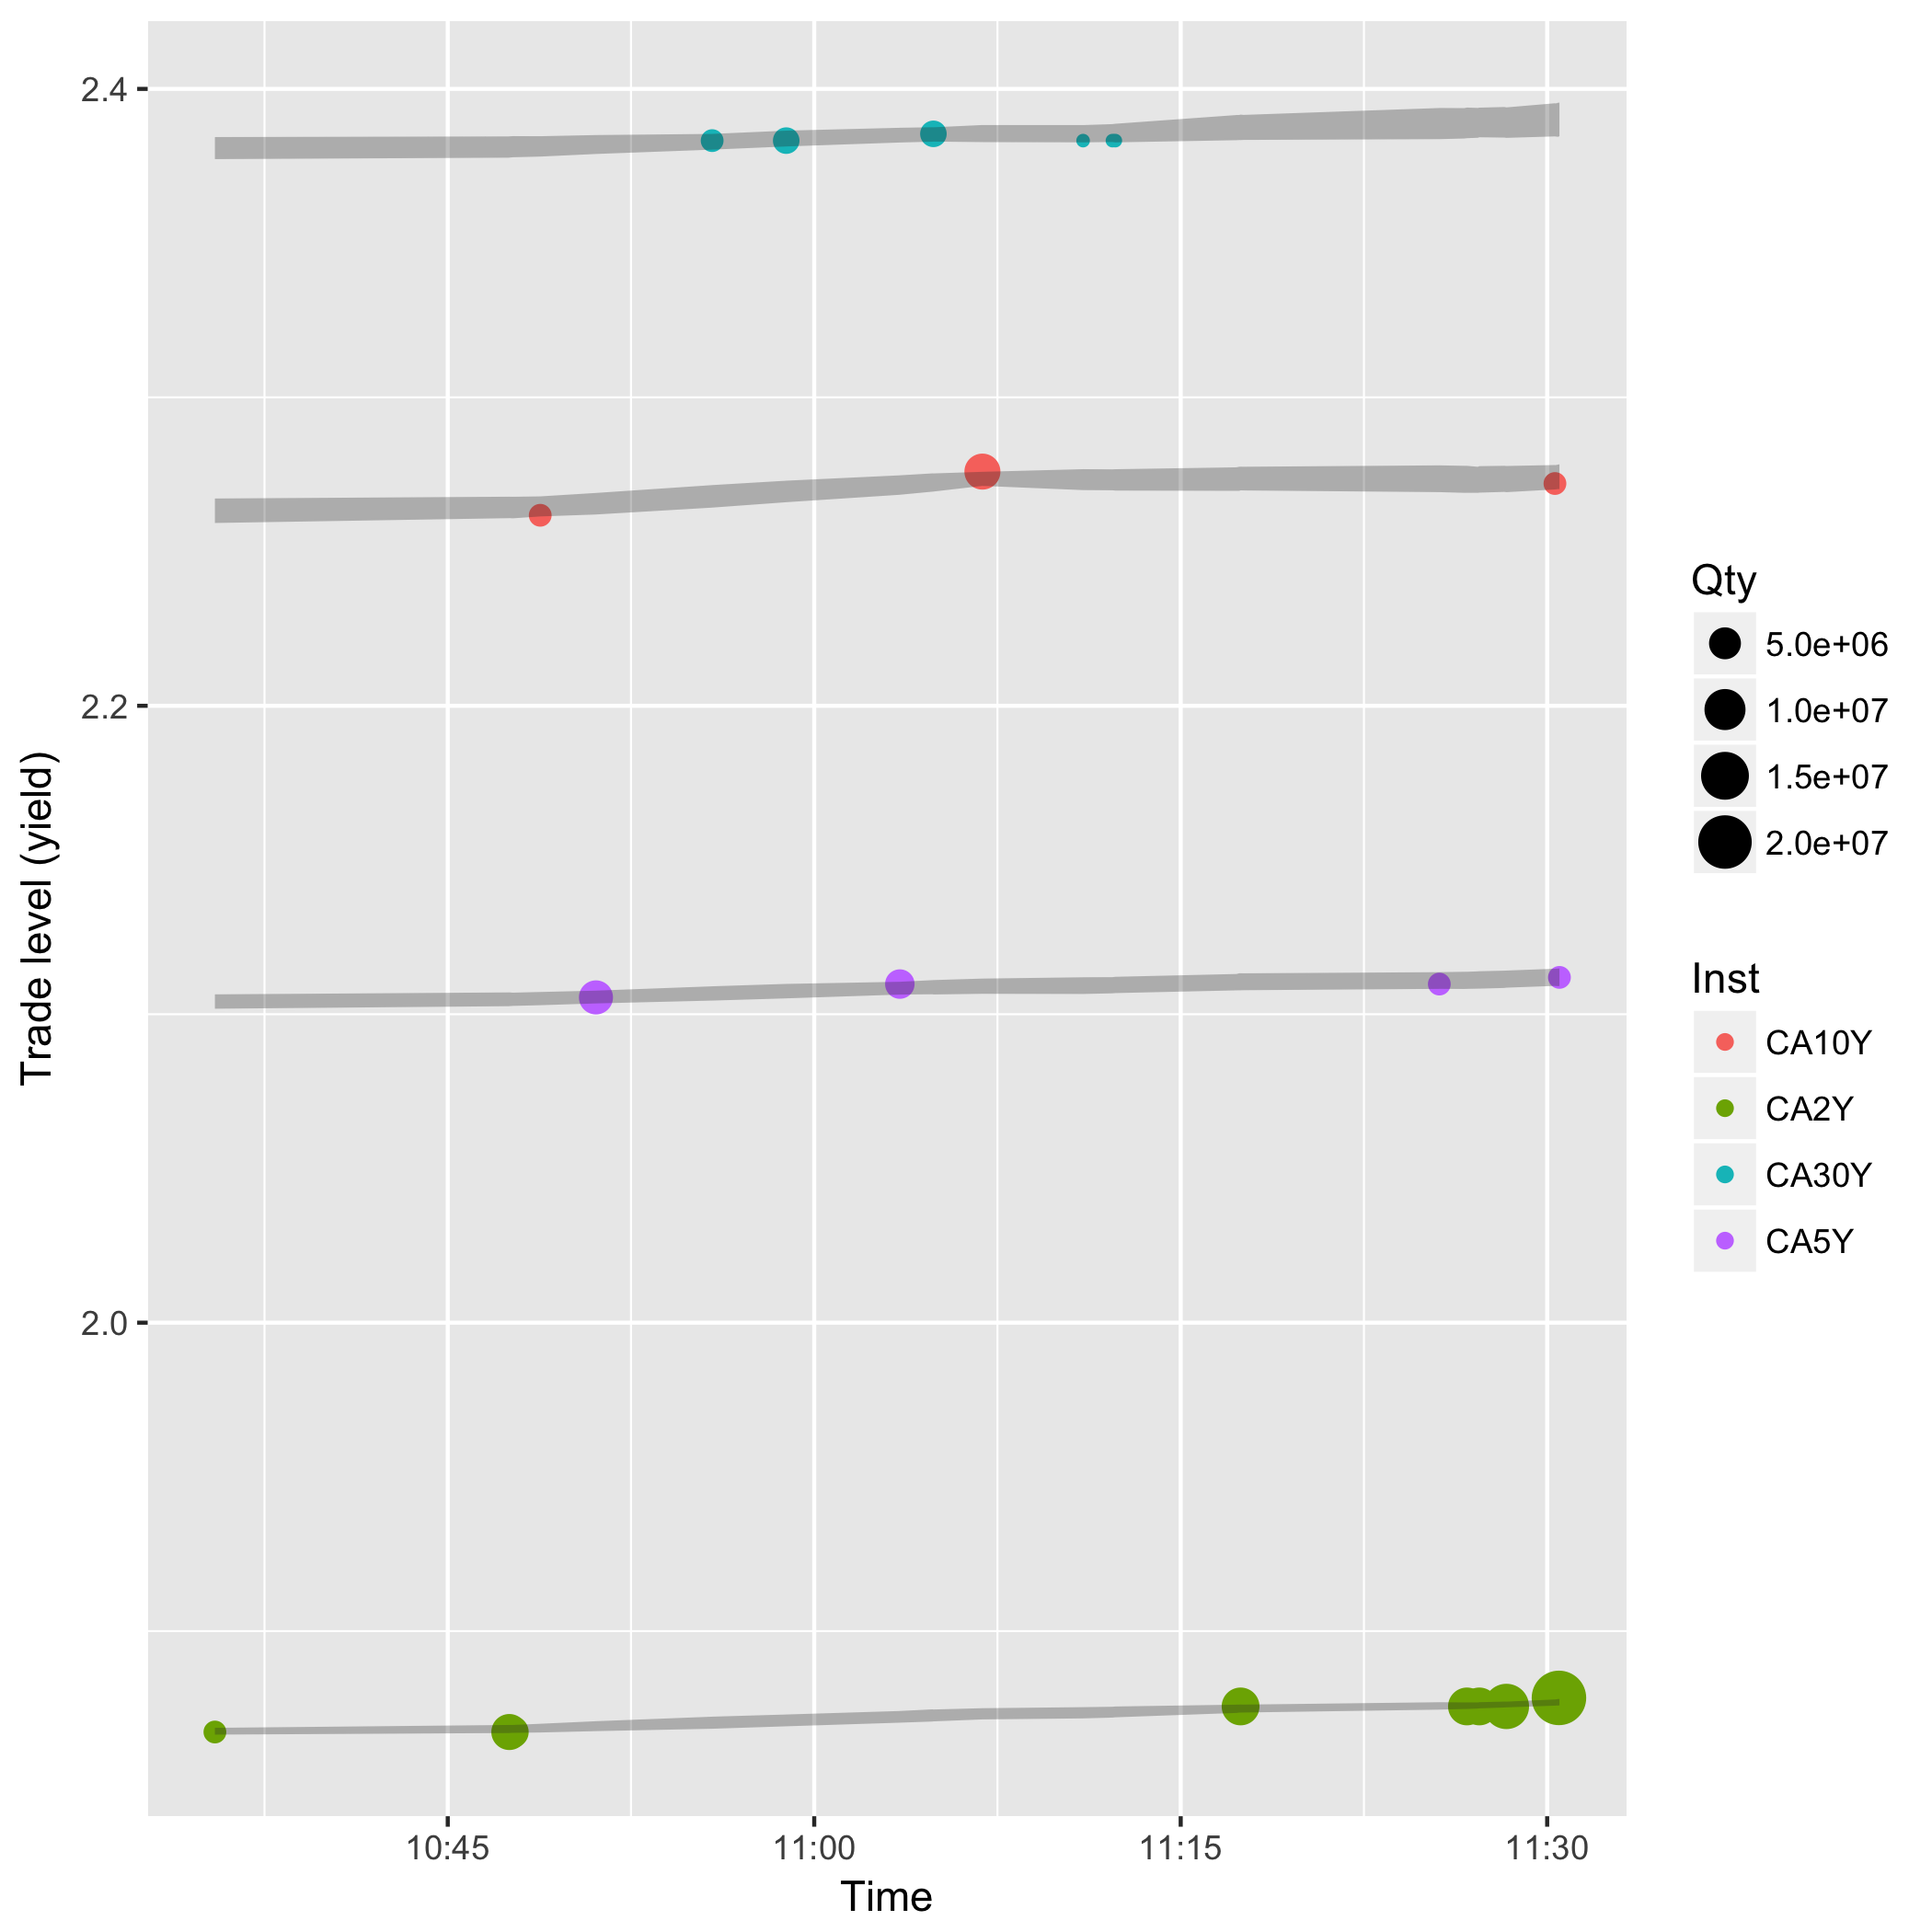 Trade level (yield)
2.4
2.2
2.0
10:45
11:00
11:15
11:30
Time
Qty
5.0e+06
1.0e+07
1.5e+07
2.0e+07
Inst
CA10Y
CA2Y
CA30Y
CA5Y